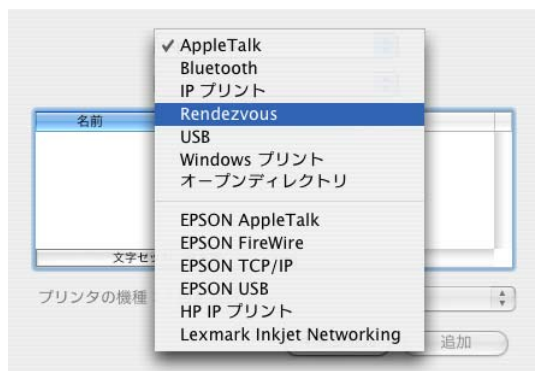 ✓ AppleTalk
Bluetooth
IP プリント
Rendezvous
名前
USB
Windows プリント
オープンディレクトリ
EPSON AppleTalk
EPSON FireWire
文字セ
EPSON TCP/IP
EPSON USB
プリンタの機種
HP IP プリント
Lexmark Inkjet Networking
追加